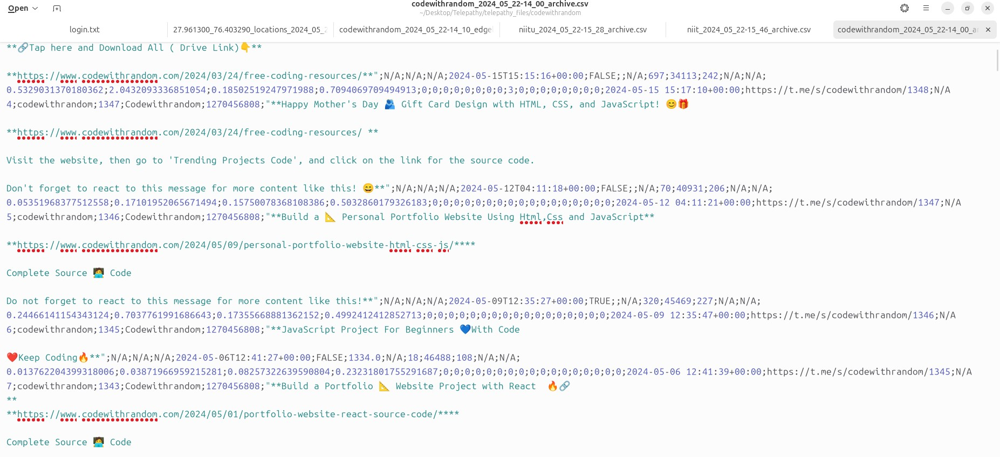 Open
codewithrandom_2024_05_22-14_00_archive.csv
~/Desktop/Telepathy/telepathy_files/codewithrandom
login.txt
27.961300_76.403290_locations_2024_05_2
codewithrandom_2024_05_22-14_10_edge
niitu_2024_05_22-15_28_archive.csv
niit_2024_05_22-15_46_archive.csv
codewithrandom_2024_05_22-14_00_ar
**🔗Tap here and Download All ( Drive Link)👇**
**https://www.codewithrandom.com/2024/03/24/free-coding-resources/**";N/A;N/A;N/A;2024-05-15T15:15:16+00:00;FALSE;;N/A;697;34113;242;N/A;N/A;
0.5329031370180362;2.0432093336851054;0.18502519247971988;0.7094069709494913;0;0;0;0;0;0;0;0;3;0;0;0;0;0;0;0;0;2024-05-15 15:17:10+00:00;https://t.me/s/codewithrandom/1348;N/A
4;codewithrandom;1347;Codewithrandom;1270456808;"**Happy Mother's Day 🫂 Gift Card Design with HTML, CSS, and JavaScript! 😊🎁
**https://www.codewithrandom.com/2024/03/24/free-coding-resources/ **
Visit the website, then go to 'Trending Projects Code', and click on the link for the source code.
Don't forget to react to this message for more content like this! 😄**";N/A;N/A;N/A;2024-05-12T04:11:18+00:00;FALSE;;N/A;70;40931;206;N/A;N/A;
0.05351968377512558;0.17101952065671494;0.15750078368108386;0.5032860179326183;0;0;0;0;0;0;0;0;0;0;0;0;0;0;0;0;0;2024-05-12 04:11:21+00:00;https://t.me/s/codewithrandom/1347;N/A
5;codewithrandom;1346;Codewithrandom;1270456808;"**Build a 📐 Personal Portfolio Website Using Html,Css and JavaScript**
**https://www.codewithrandom.com/2024/05/09/personal-portfolio-website-html-css-js/****
Complete Source 🧑‍💻 Code
Do not forget to react to this message for more content like this!**";N/A;N/A;N/A;2024-05-09T12:35:27+00:00;TRUE;;N/A;320;45469;227;N/A;N/A;
0.24466141154343124;0.7037761991686643;0.17355668881362152;0.4992412412852713;0;0;0;0;0;0;0;0;0;0;0;0;0;0;0;0;0;2024-05-09 12:35:47+00:00;https://t.me/s/codewithrandom/1346;N/A
6;codewithrandom;1345;Codewithrandom;1270456808;"**JavaScript Project For Beginners 💙With Code
❤️Keep Coding🔥**";N/A;N/A;N/A;2024-05-06T12:41:27+00:00;FALSE;1334.0;N/A;18;46488;108;N/A;N/A;
0.013762204399318006;0.03871966959215281;0.08257322639590804;0.23231801755291687;0;0;0;0;0;0;0;0;0;0;0;0;0;0;0;0;0;2024-05-06 12:41:39+00:00;https://t.me/s/codewithrandom/1345;N/A
7;codewithrandom;1343;Codewithrandom;1270456808;"**Build a Portfolio 📐 Website Project with React  🔥🔗
**
**https://www.codewithrandom.com/2024/05/01/portfolio-website-react-source-code/****
Complete Source 🧑‍💻 Code